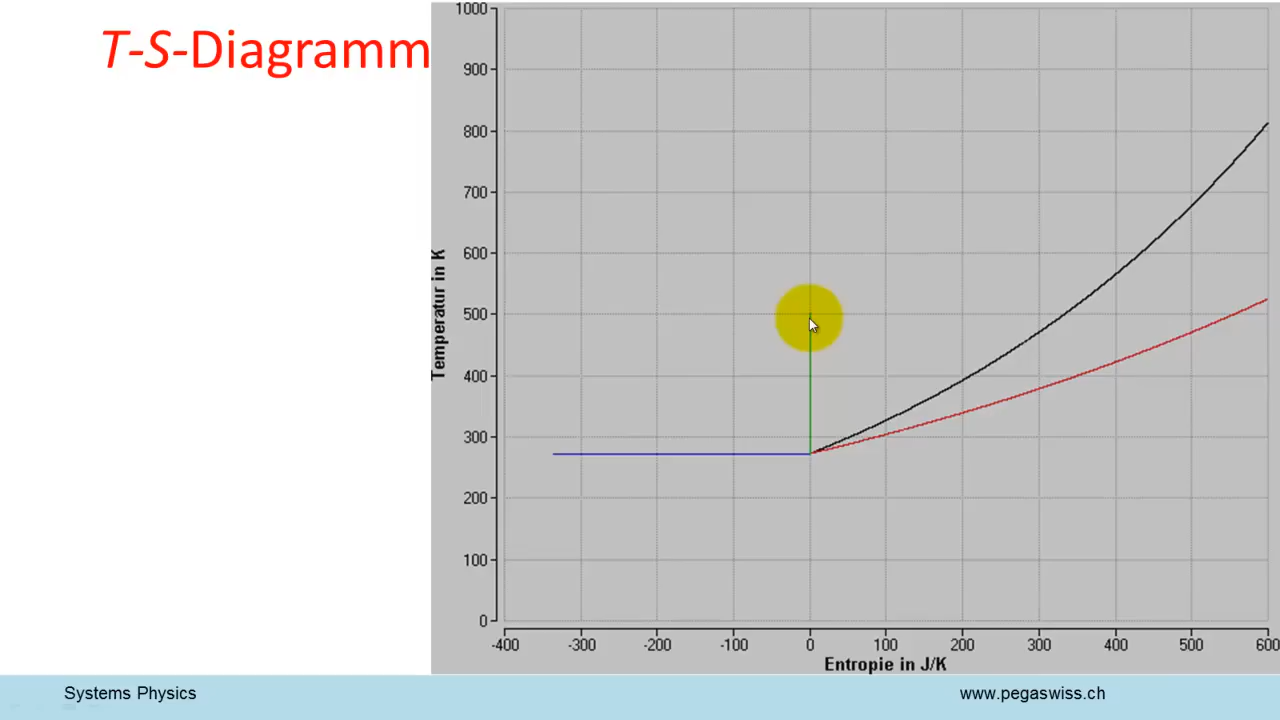 T-S-Diagramm
1000
900
800
700
600
500
400
300
200
100
0
Temperatur in K
-400 -300 -200 -100 0 100 200 300 400 500 600
Entropie in J/K
Systems Physics
www.pegaswiss.ch